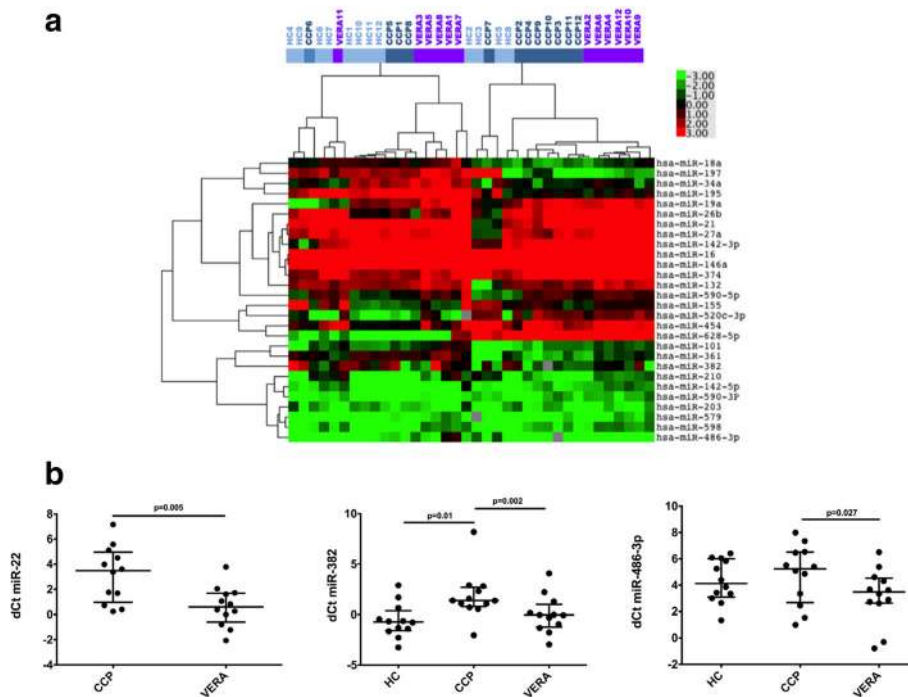 a
HC4 HC9 CCP6 HC6 HC7 VERA11 HC1 HC10 HC11 HC12 CCP5 CCP1 CCP8 VERA3 VERA5 VERA8 VERA1 VERA7 HC2 HC3 CCP7 HC5 HC8 CCP2 CCP4 CCP9 CCP10 CCP3 CCP11 CCP12 VERA2 VERA6 VERA4 VERA12 VERA10 VERA9
-3.00
-2.00
-1.00
0.00
1.00
2.00
3.00
hsa-miR-18a
hsa-miR-197
hsa-miR-34a
hsa-miR-195
hsa-miR-19a
hsa-miR-26b
hsa-miR-21
hsa-miR-27a
hsa-miR-142-3p
hsa-miR-16
hsa-miR-146a
hsa-miR-374
hsa-miR-132
hsa-miR-590-5p
hsa-miR-155
hsa-miR-520c-3p
hsa-miR-454
hsa-miR-628-5p
hsa-miR-101
hsa-miR-361
hsa-miR-382
hsa-miR-210
hsa-miR-142-5p
hsa-miR-590-3P
hsa-miR-203
hsa-miR-579
hsa-miR-598
hsa-miR-486-3p
b
dCt miR-22
8
6
4
2
0
-2
-4
p=0.005
CCP VERA
dCt miR-382
10
5
0
-5
p=0.01
p=0.002
HC CCP VERA
dCt miR-486-3p
10
8
6
4
2
0
-2
p=0.027
HC CCP VERA